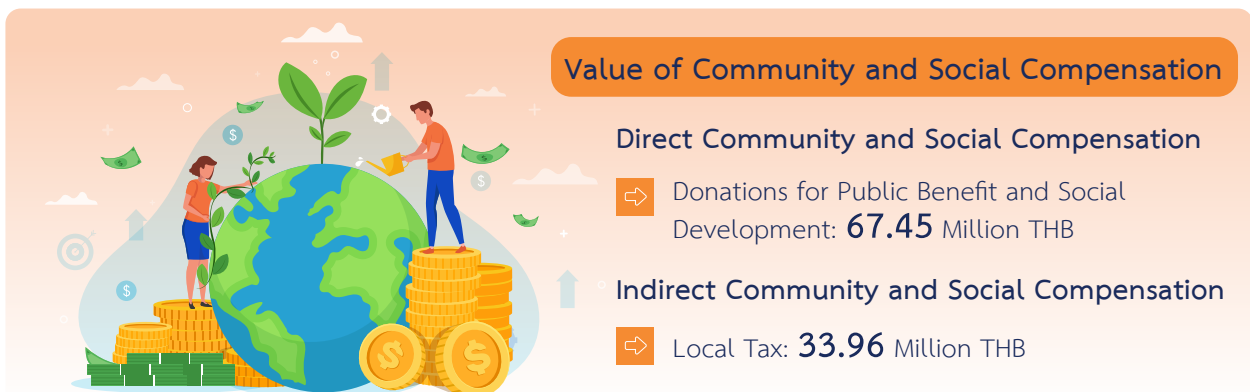 Value of Community and Social Compensation
Direct Community and Social Compensation
Donations for Public Benefit and Social
Development: 67.45 Million THB
Indirect Community and Social Compensation
Local Tax: 33.96 Million THB
$
$
$
$
$